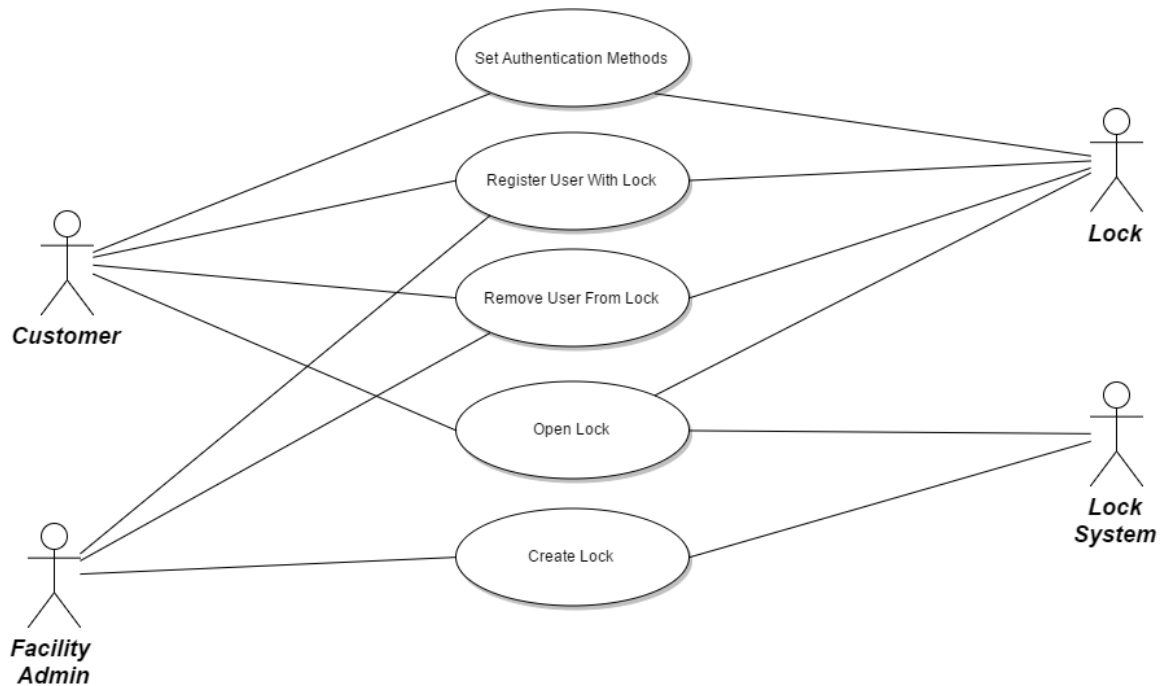 Set Authentication Methods
Register User With Lock
Lock
Customer
Remove User From Lock
Open Lock
Lock
System
Create Lock
Facility
Admin